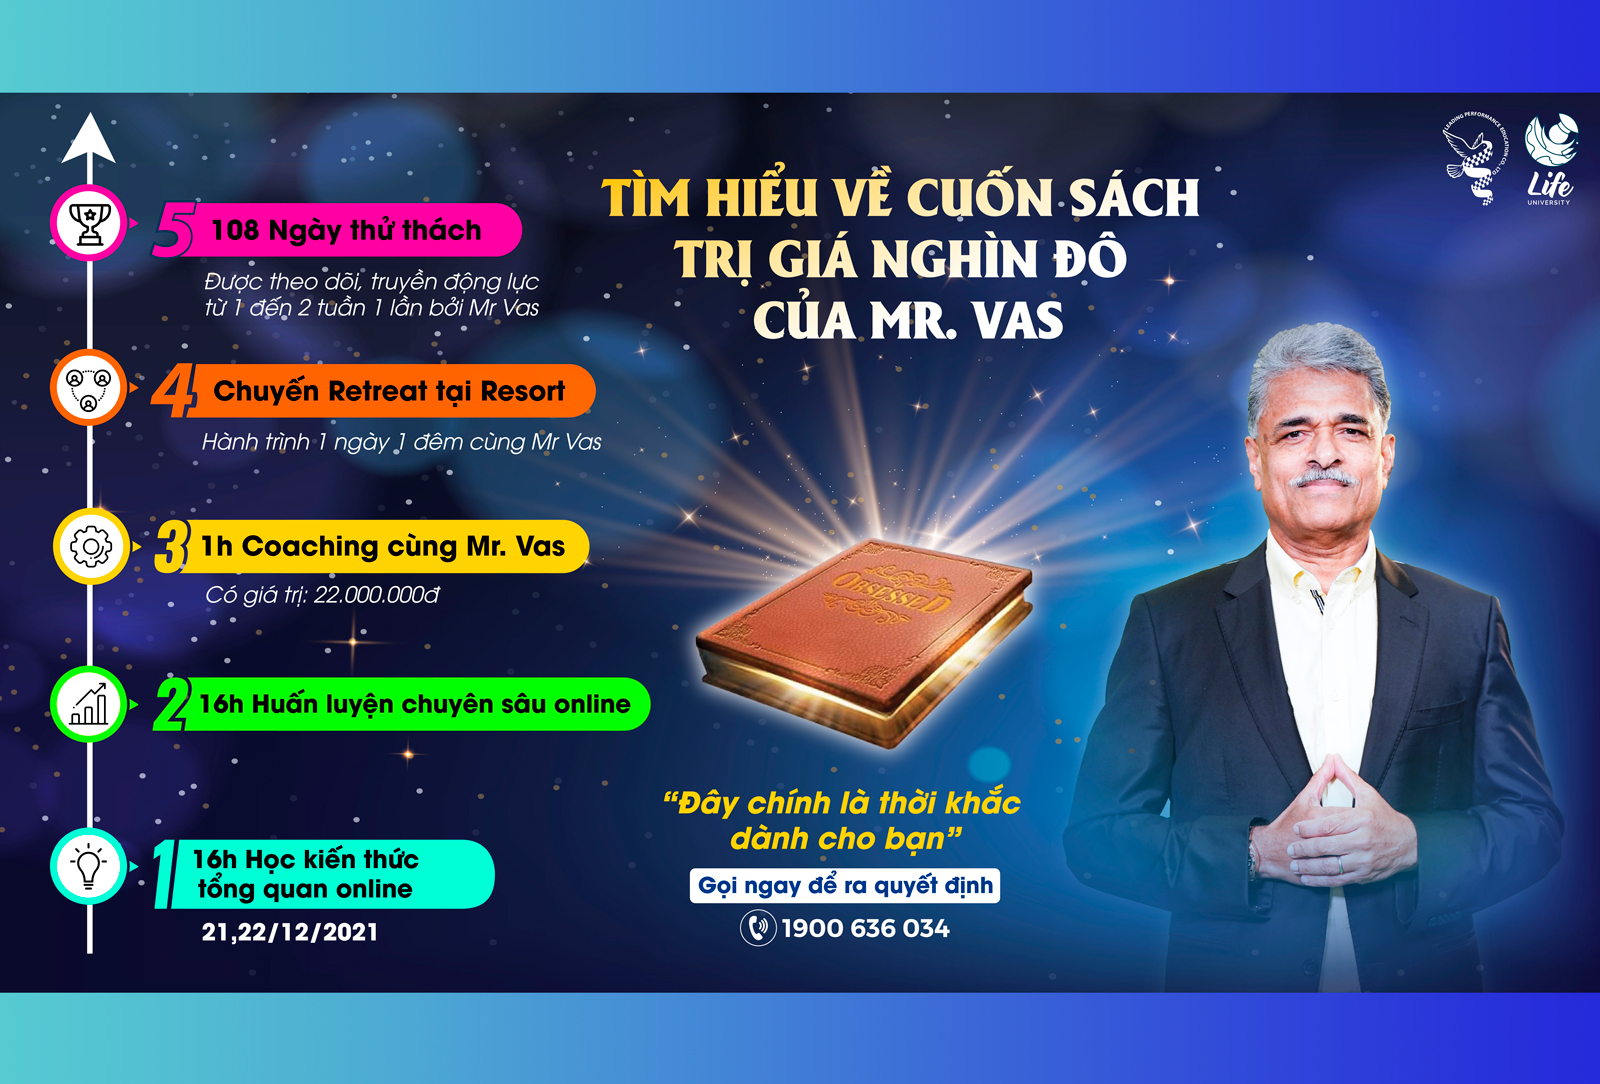 LEADING PERFORMANCE EDUCATION CO., LTD
Life
UNIVERSITY
TÌM HIỂU VỀ CUỐN SÁCH
TRỊ GIÁ NGHÌN ĐÔ
CỦA MR. VAS
5 108 Ngày thử thách
Được theo dõi, truyền động lực
từ 1 đến 2 tuần 1 lần bởi Mr Vas
4 Chuyến Retreat tại Resort
Hành trình 1 ngày 1 đêm cùng Mr Vas
3 1h Coaching cùng Mr. Vas
Có giá trị: 22.000.000đ
2 16h Huấn luyện chuyên sâu online
1 16h Học kiến thức
tổng quan online
21,22/12/2021
OBSESSED
“Đây chính là thời khắc
dành cho bạn”
Gọi ngay để ra quyết định
1900 636 034